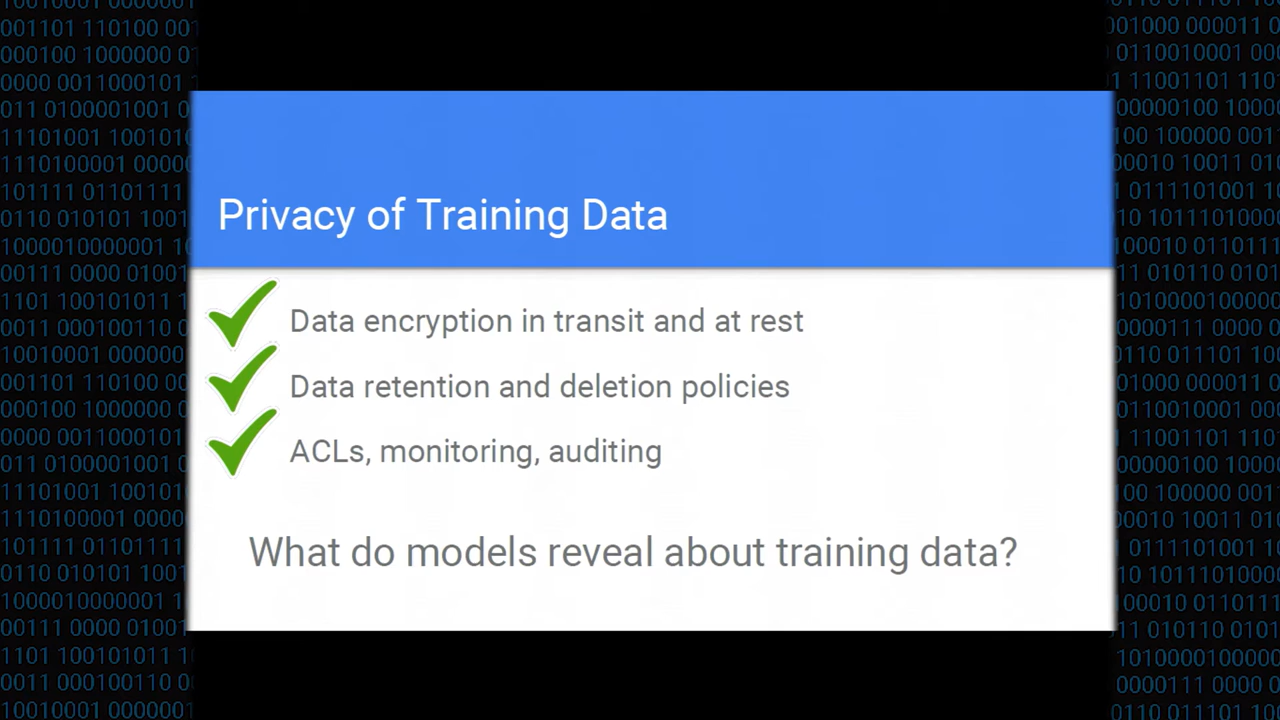 Privacy of Training Data
Data encryption in transit and at rest
Data retention and deletion policies
ACLs, monitoring, auditing
What do models reveal about training data?